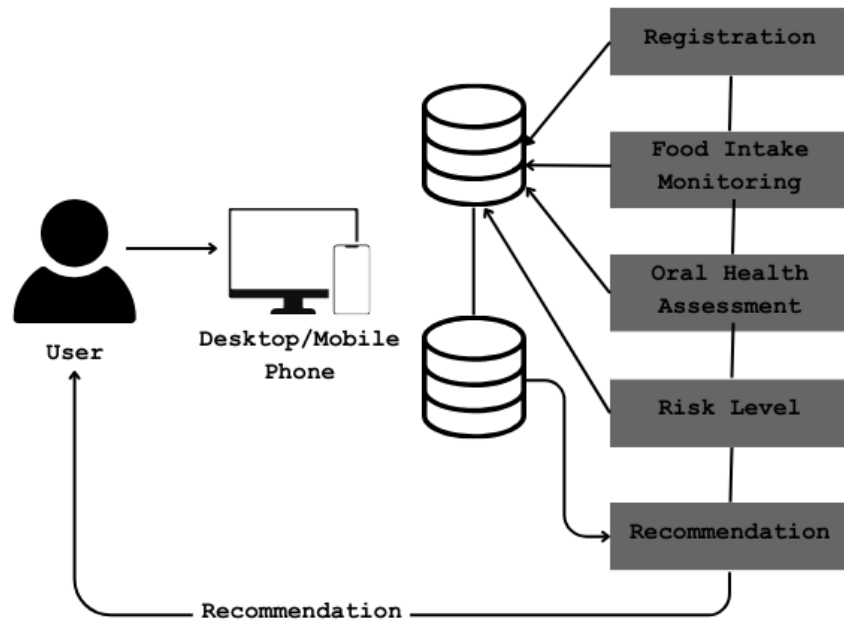 Registration
Food Intake
Monitoring
Oral Health
Assessment
User
Desktop/Mobile
Phone
Risk Level
Recommendation
Recommendation